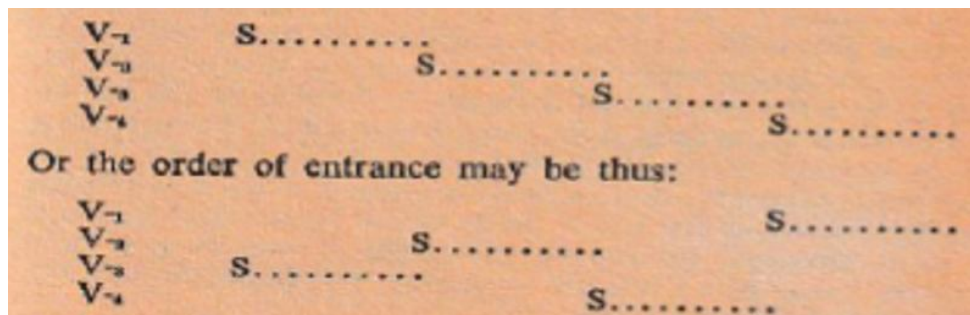 V-1 S...........
V-2 S..........
V-3 S..........
V-4 S..........
Or the order of entrance may be thus:
V-1 S..........
V-2 S..........
V-3 S..........
V-4 S..........